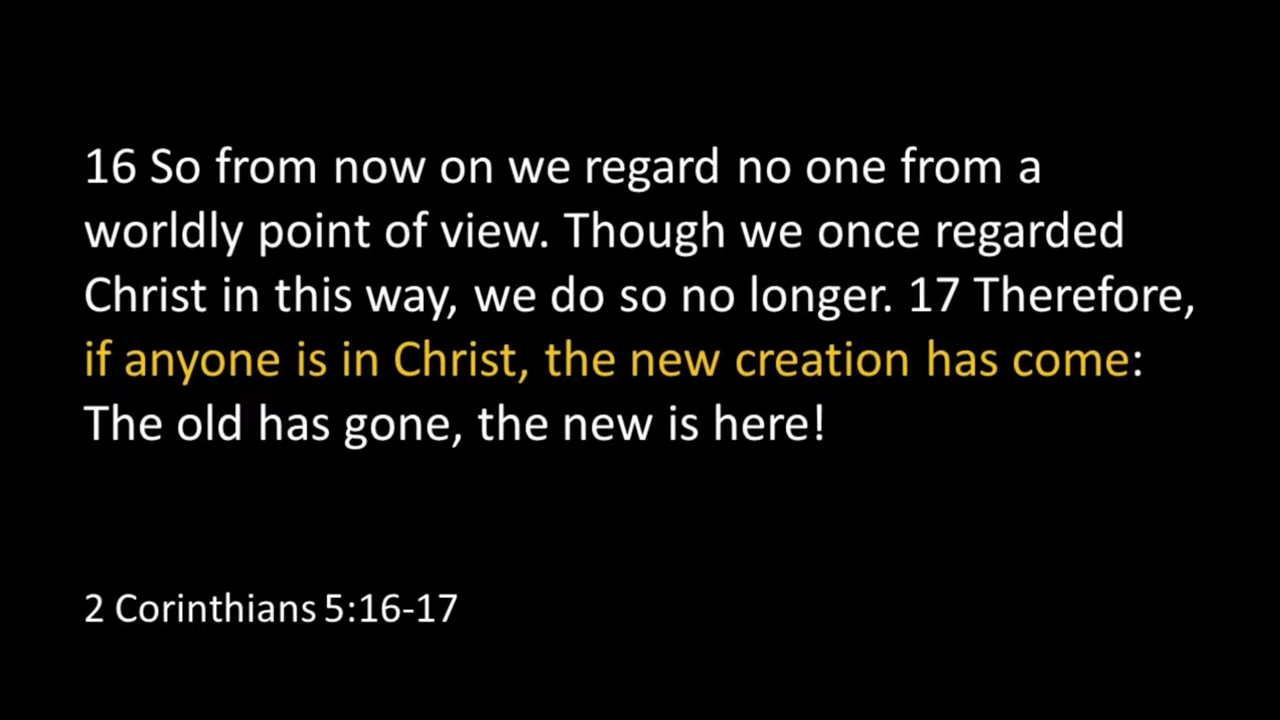 16 So from now on we regard no one from a
worldly point of view. Though we once regarded
Christ in this way, we do so no longer. 17 Therefore,
if anyone is in Christ, the new creation has come:
The old has gone, the new is here!
2 Corinthians 5:16-17